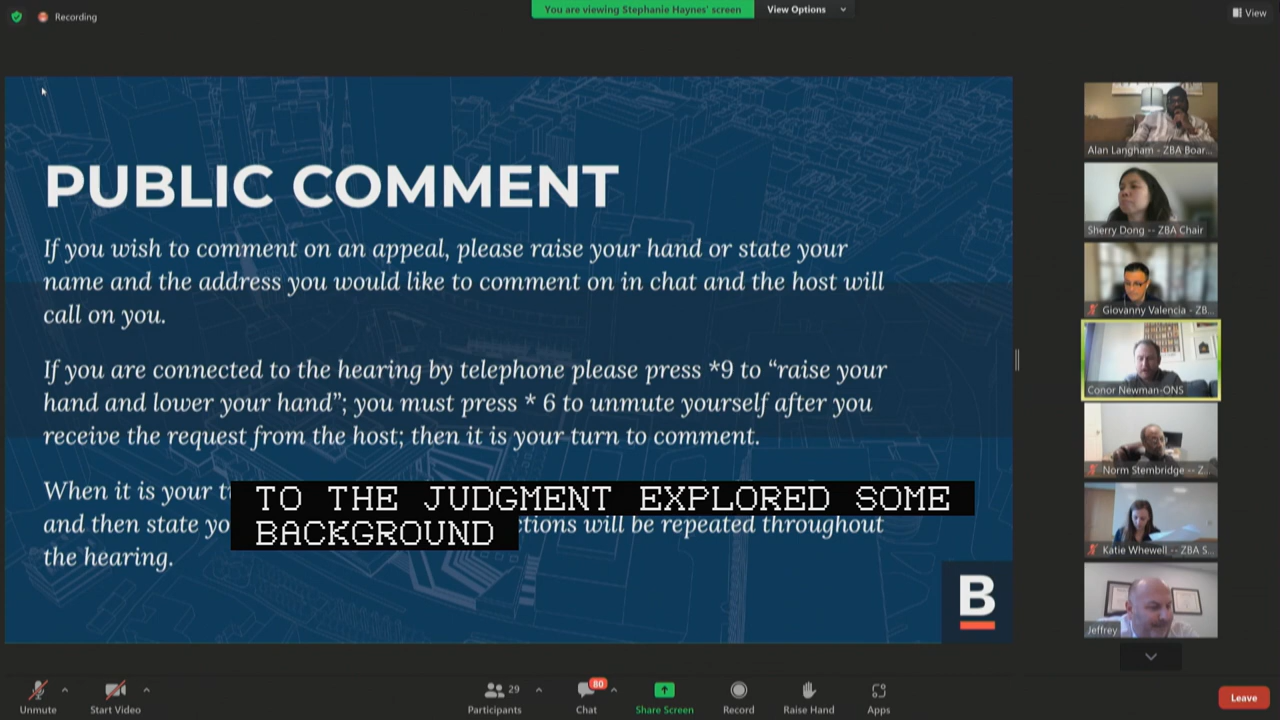 Recording
You are viewing Stephanie Haynes' screen
View Options
View
PUBLIC COMMENT
If you wish to comment on an appeal, please raise your hand or state your
name and the address you would like to comment on in chat and the host will
call on you.
If you are connected to the hearing by telephone please press *9 to “raise your
hand and lower your hand”; you must press * 6 to unmute yourself after you
receive the request from the host; then it is your turn to comment.
When it is your
TO THE JUDGMENT EXPLORED SOME
and then state
BACKGROUND
will be repeated throughout
the hearing.
B
Alan Langham - ZBA Boar...
Sherry Dong -- ZBA Chair
Giovanny Valencia - ZB...
Conor Newman-ONS
Norm Stembridge -- Z...
Katie Whewell -- ZBA S...
Jeffrey
Unmute
Start Video
29
Participants
80
Chat
Share Screen
Record
Raise Hand
Apps
Leave